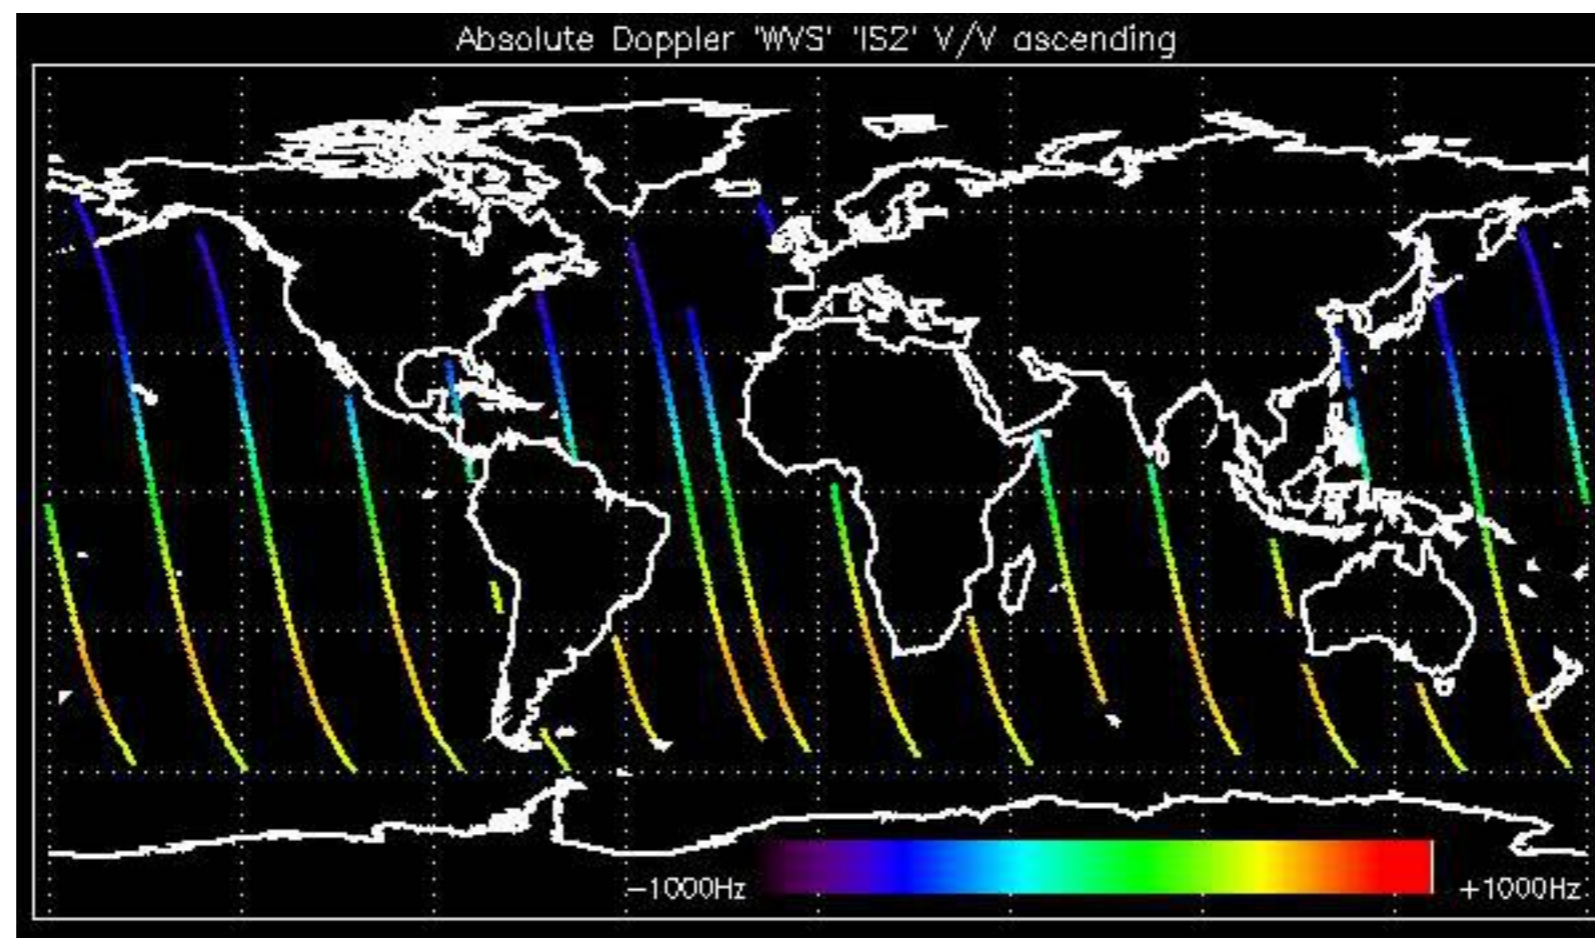 Absolute Doppler 'WVS' 'IS2' V/V ascending
-1000Hz +1000Hz